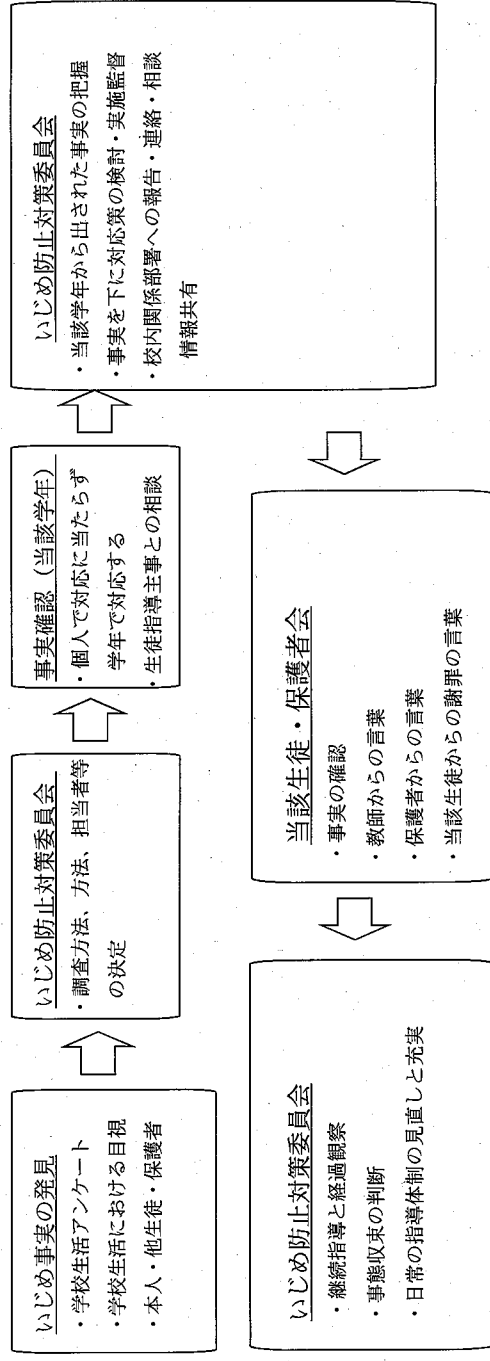 いじめ事実の発見
・学校生活アンケート
・学校生活における目視
・本人・他生徒・保護者
いじめ防止対策委員会
・調査方法、方法、担当者等
の決定
事実確認（当該学年）
・個人で対応に当たらず
学年で対応する
・生徒指導主事との相談
いじめ防止対策委員会
・当該学年から出された事実の把握
・事実を下に対応策の検討・実施監督
・校内関係部署への報告・連絡・相談
情報共有
当該生徒・保護者会
・事実の確認
・教師からの言葉
・保護者からの言葉
・当該生徒からの謝罪の言葉
いじめ防止対策委員会
・継続指導と経過観察
・事態収束の判断
・日常の指導体制の見直しと充実